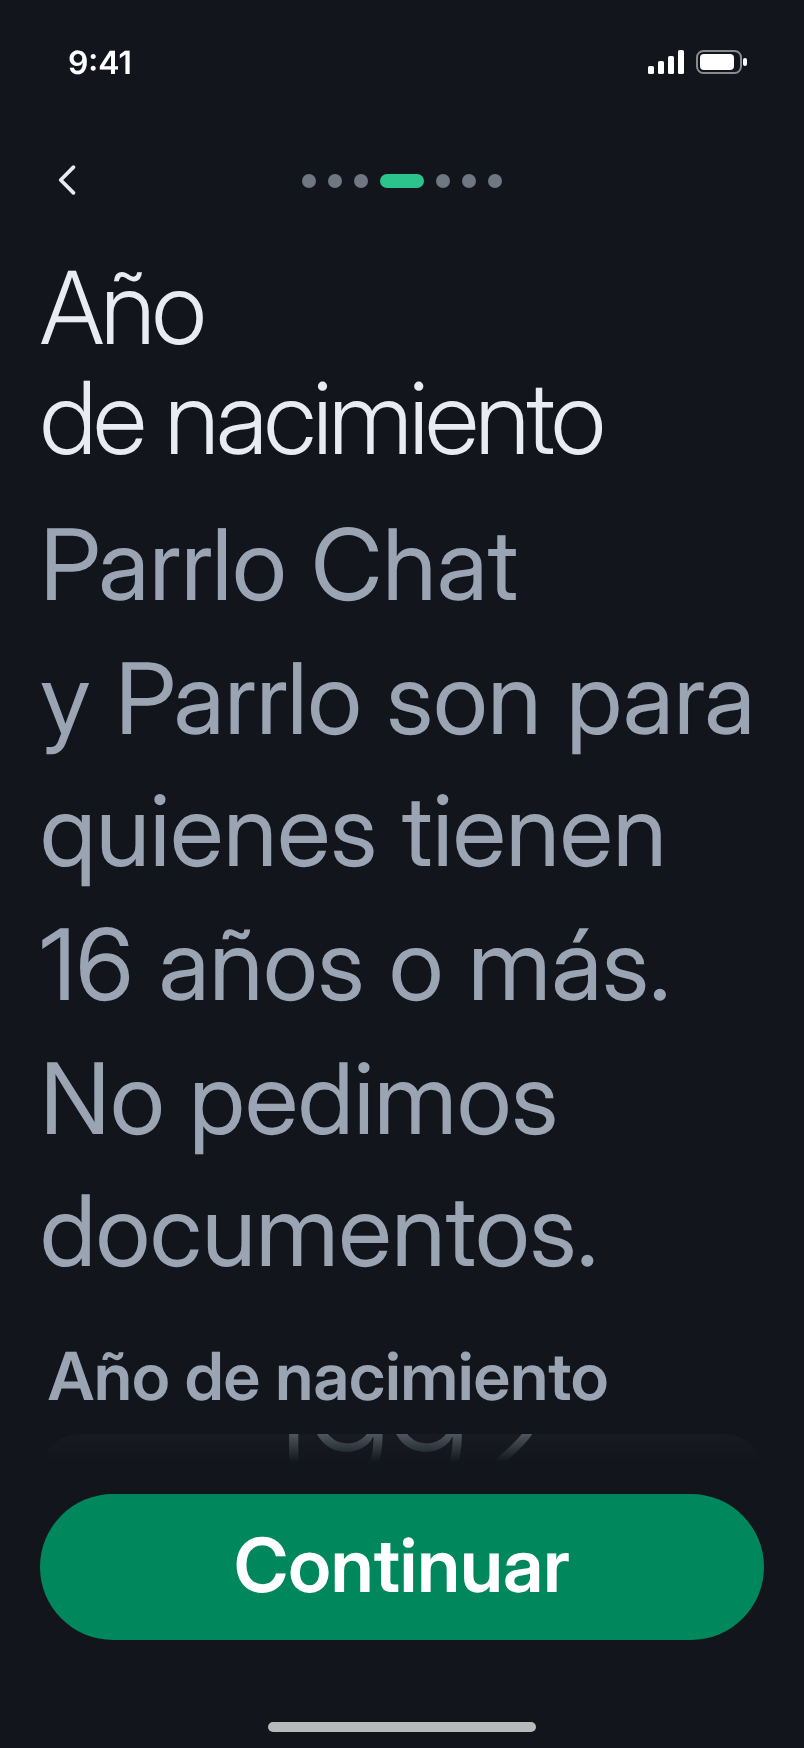 9:41
Año
de nacimiento
Parrlo Chat
y Parrlo son para
quienes tienen
16 años o más.
No pedimos
documentos.
Año de nacimiento
Continuar